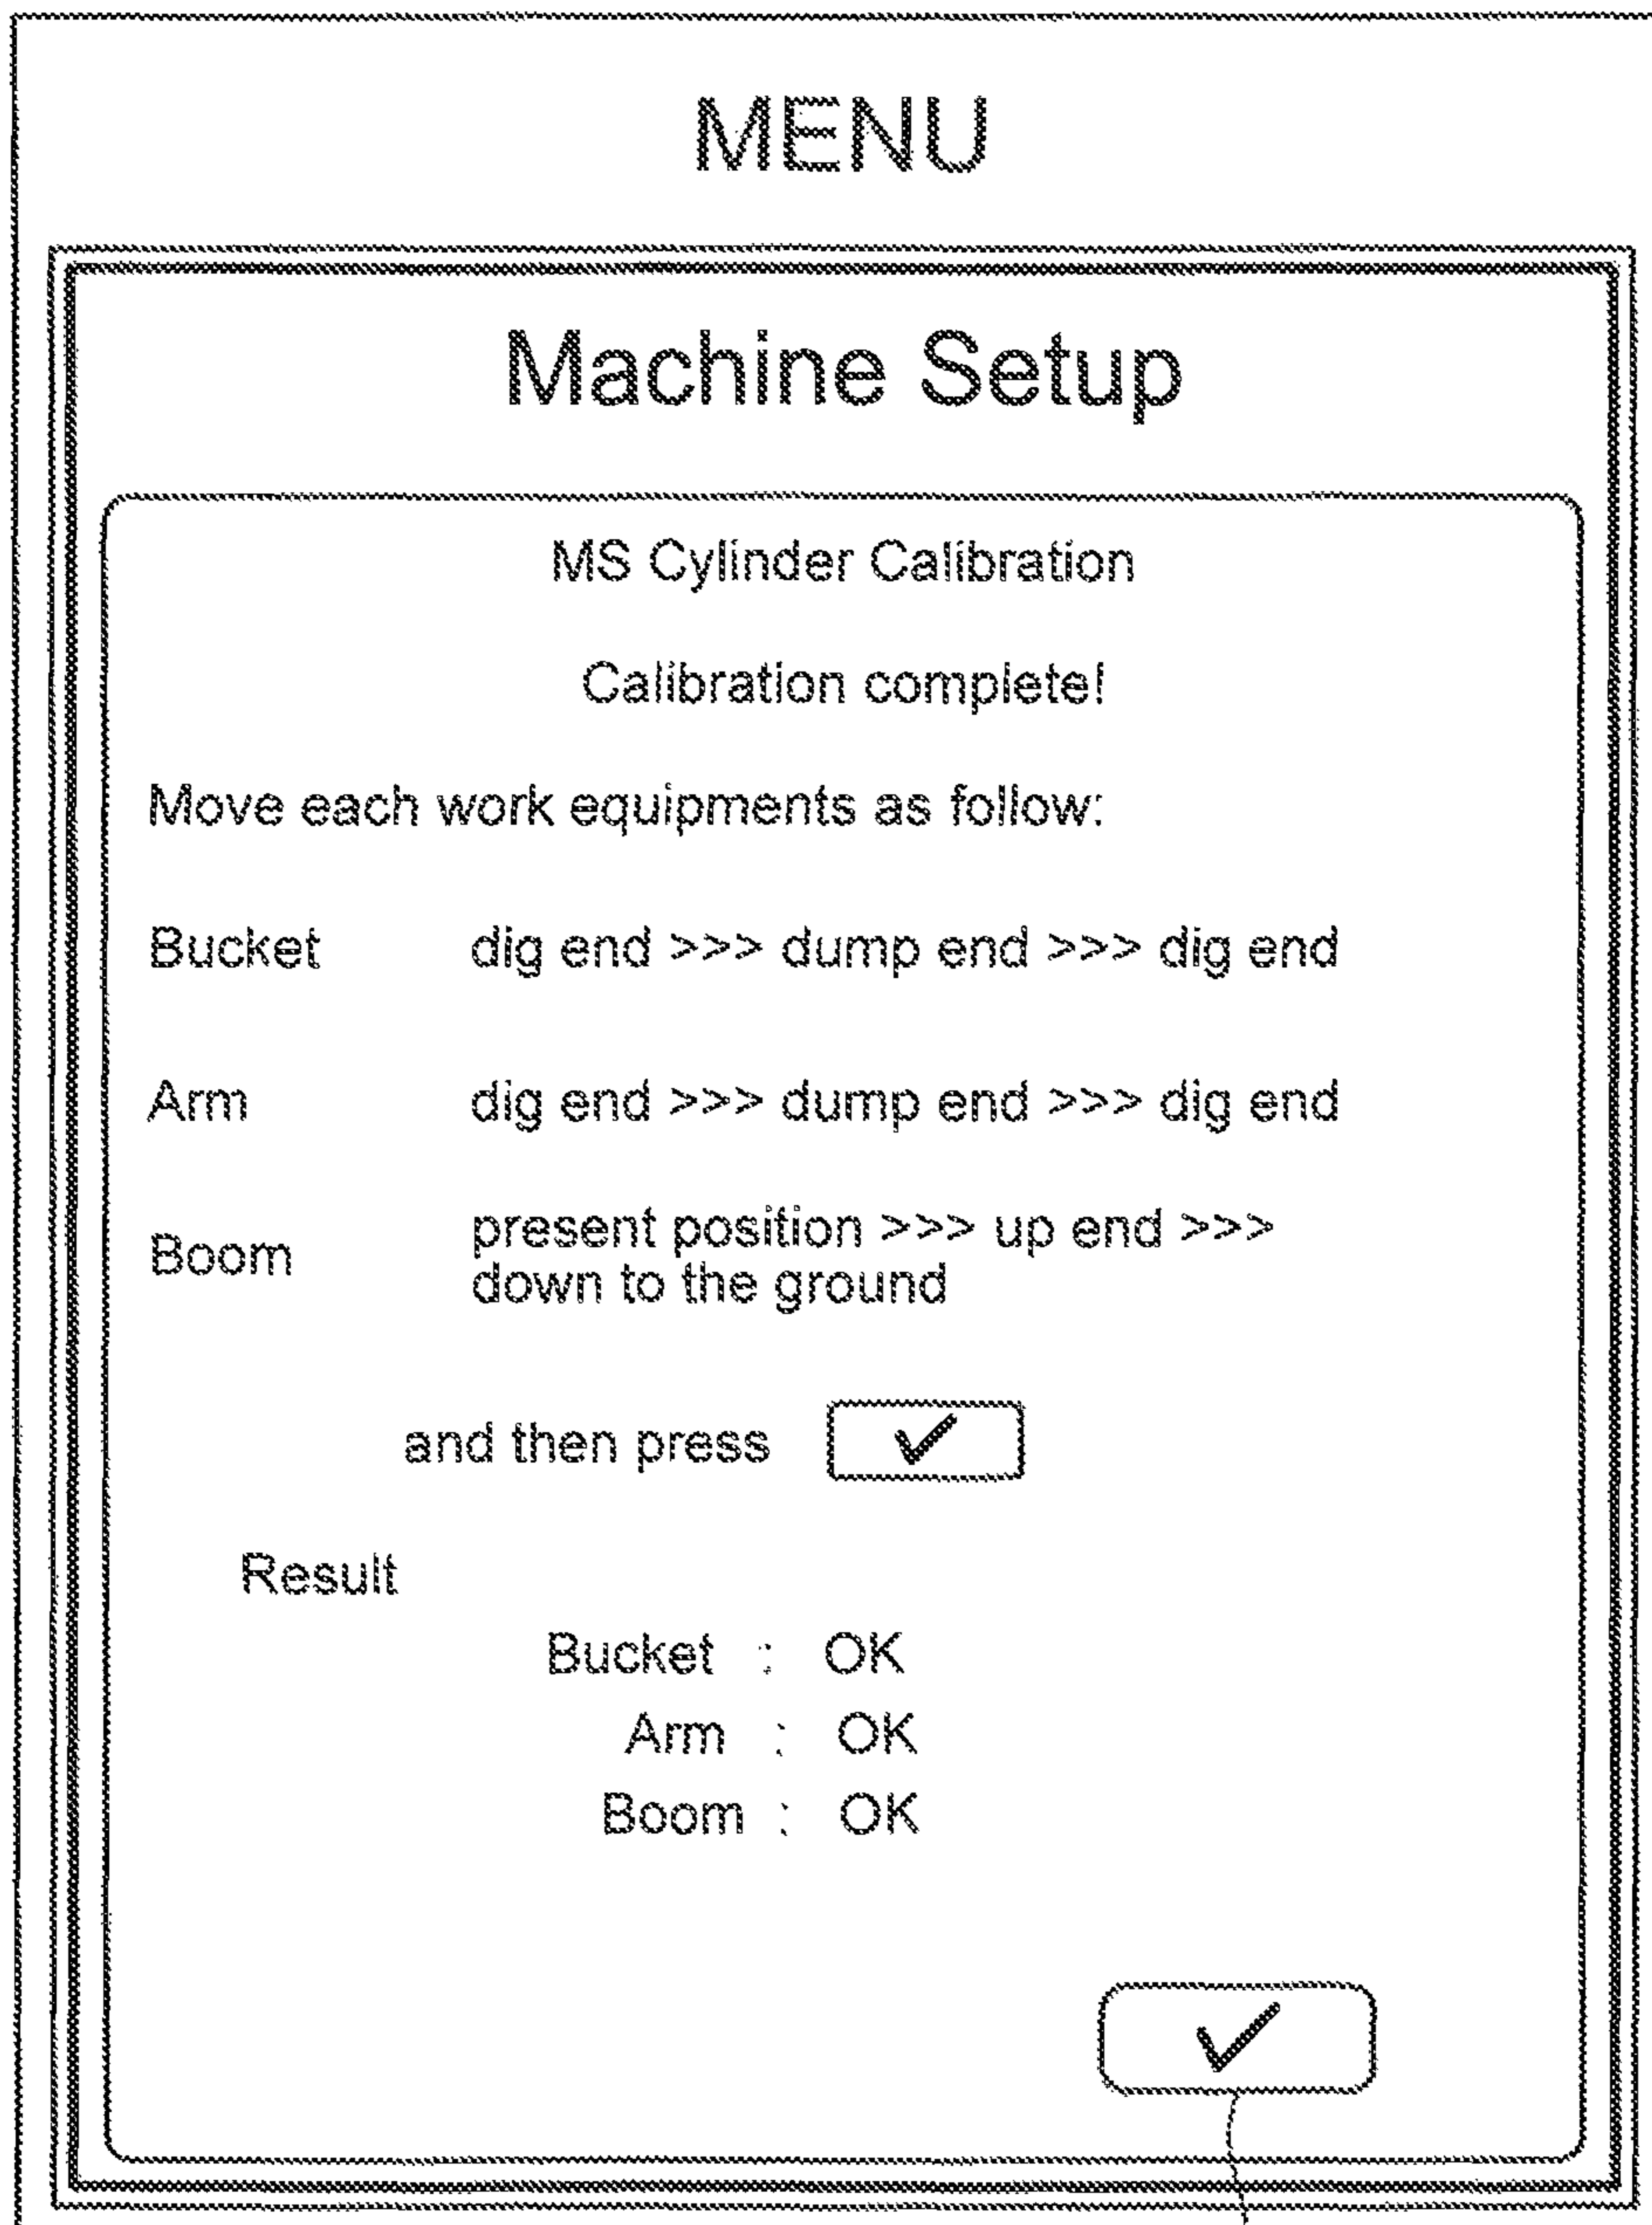 MENU
Machine Setup
MS Cylinder Calibration
Calibration complete!
Move each work equipments as follow:
Bucket dig end >>> dump end >>> dig end
Arm dig end >>> dump end >>> dig end
Boom present position >>> up end >>>
down to the ground
and then press ✓
Result
Bucket : OK
Arm : OK
Boom : OK
✓